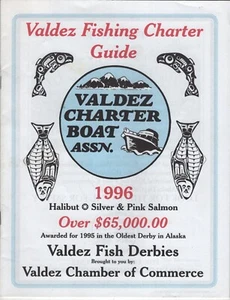 Valdez Fishing Charter
Guide
VALDEZ
CHARTER
BOAT
ASSN.
1996
Halibut O Silver & Pink Salmon
Over $65,000.00
Awarded for 1995 in the Oldest Derby in Alaska
Valdez Fish Derbies
Brought to you by:
Valdez Chamber of Commerce